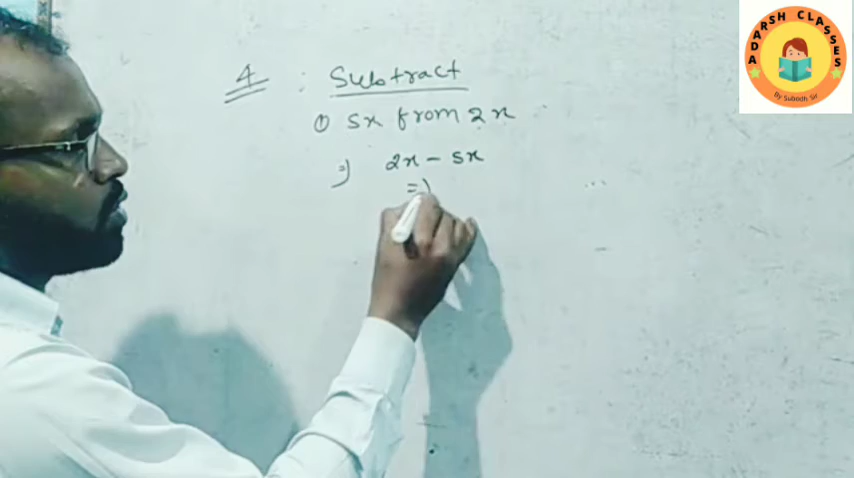 ADARSH CLASSES
By Subodh Sir
4 : Subtract
① 5x from 2x
⇒ 2x - 5x
⇒